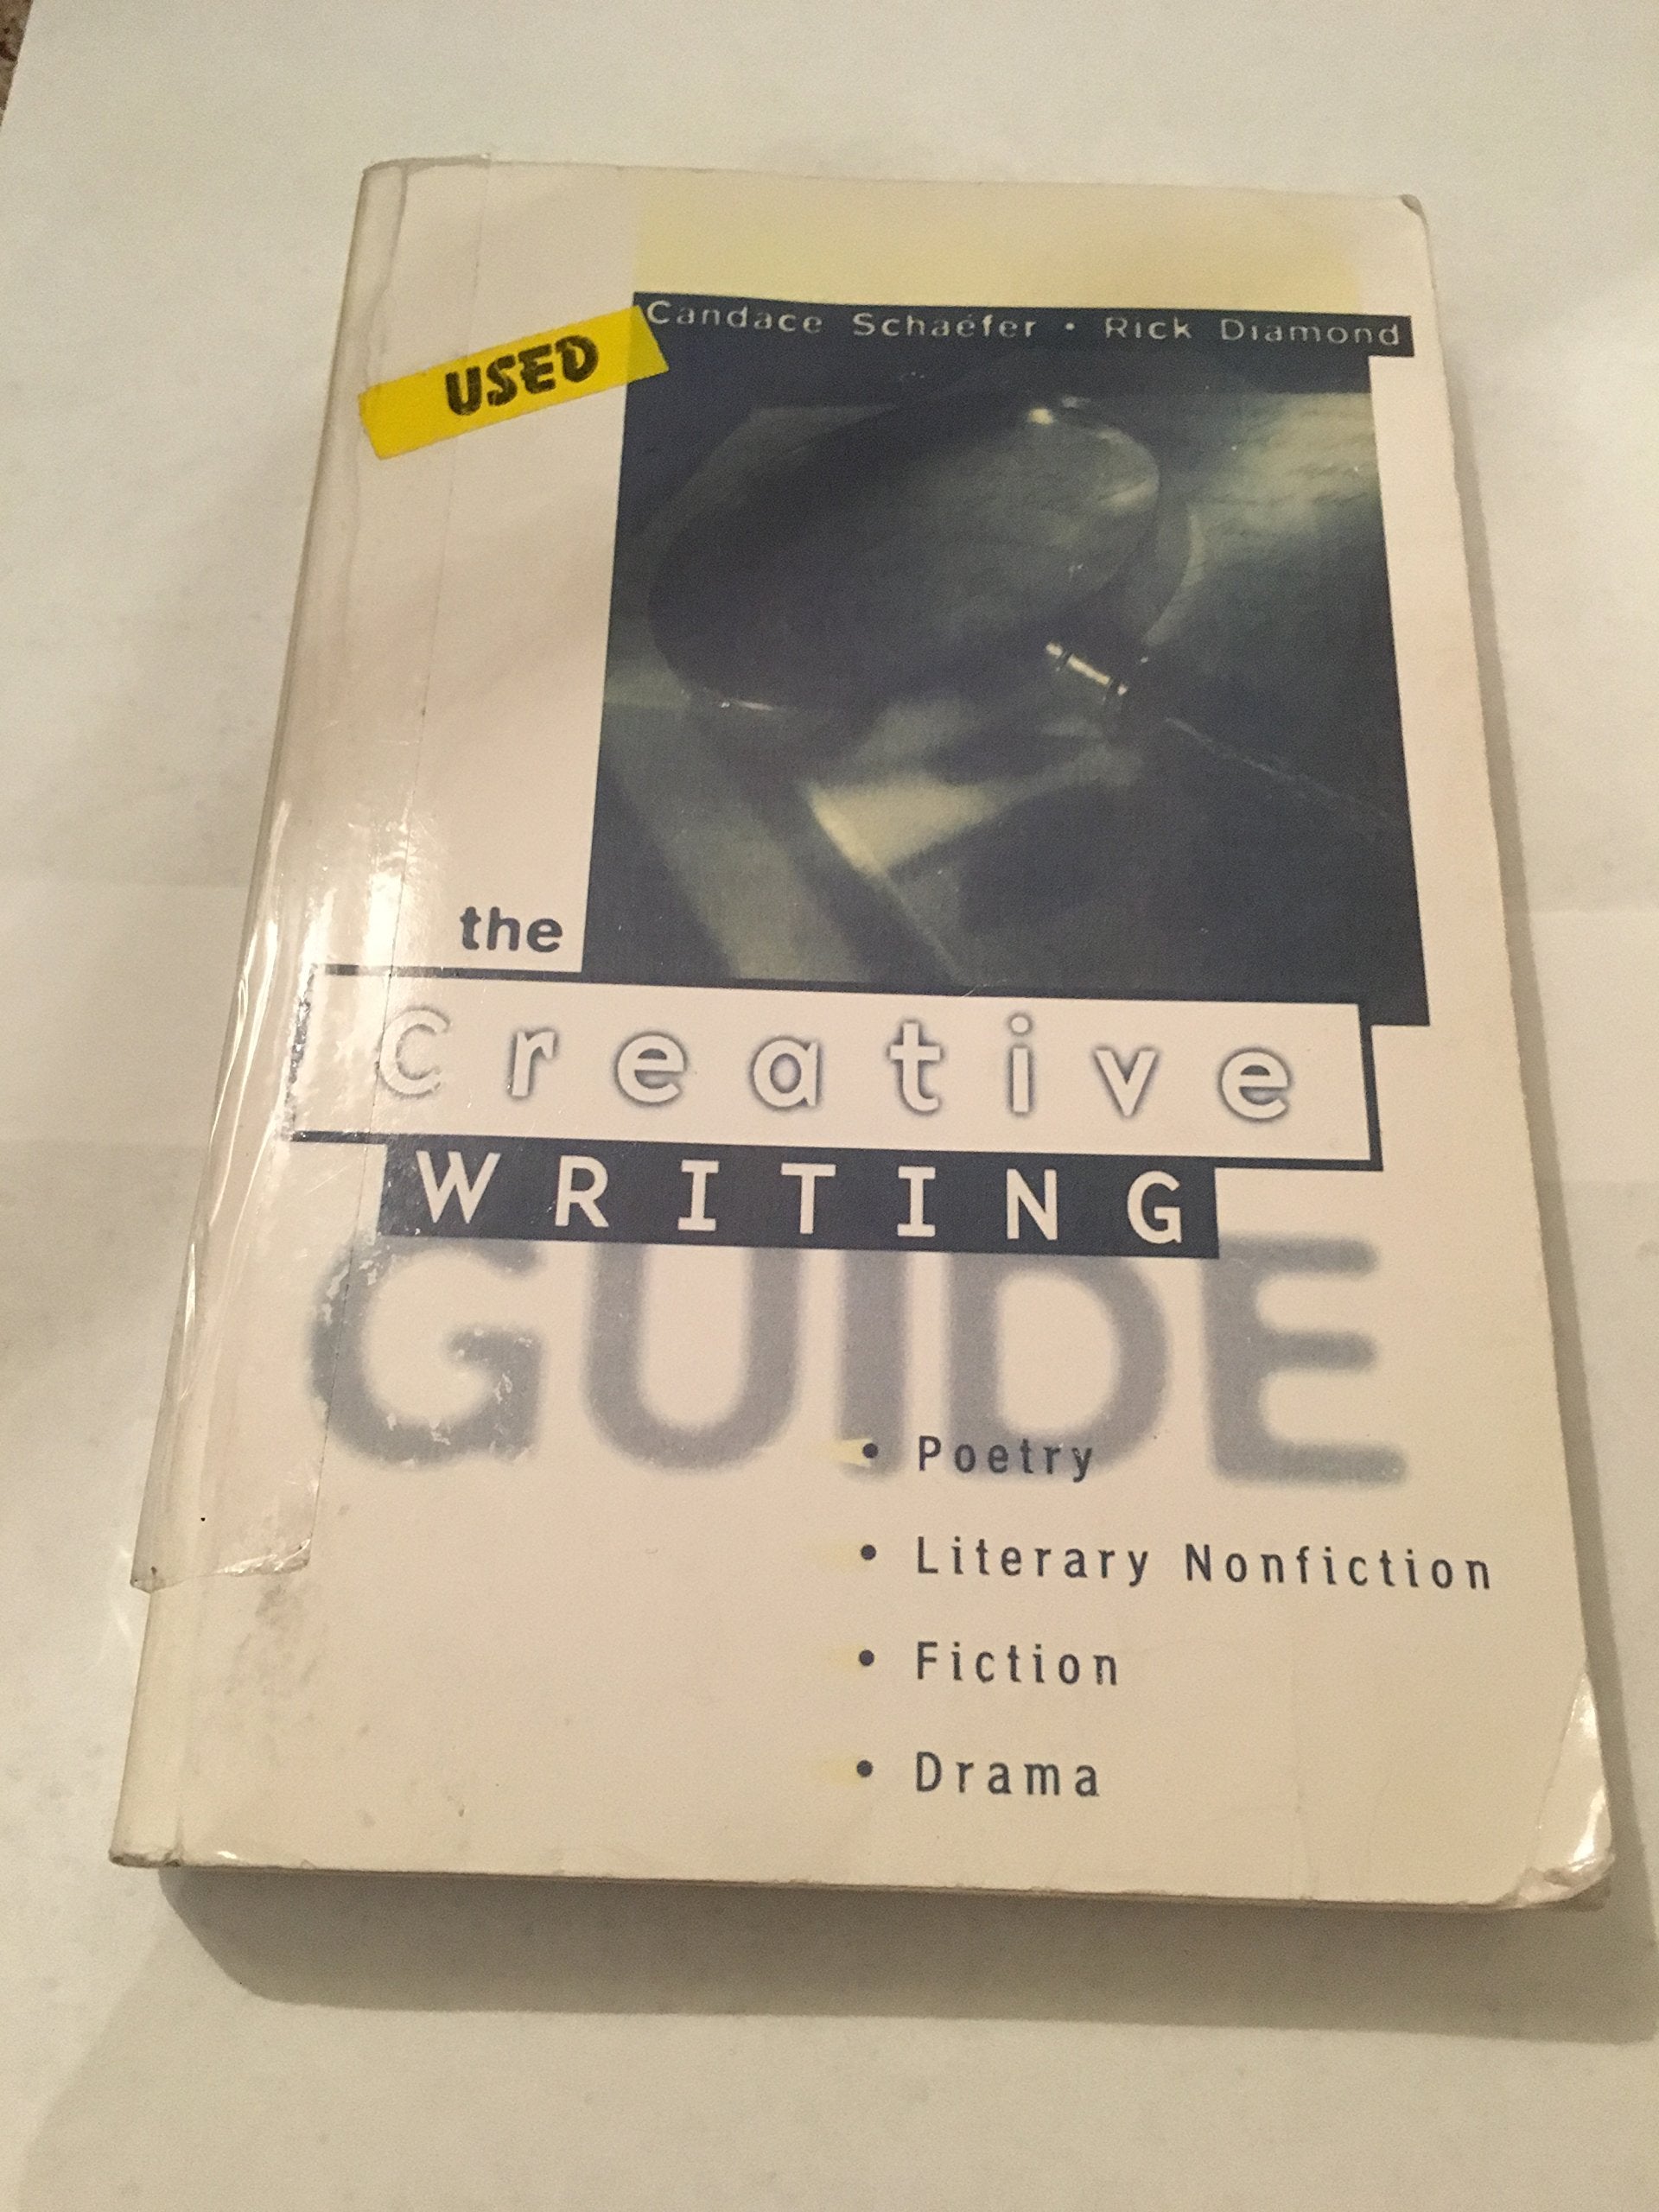 Candace Schaefer • Rick Diamond
USED
the
Creative
WRITING
GUIDE
• Poetry
• Literary Nonfiction
• Fiction
• Drama